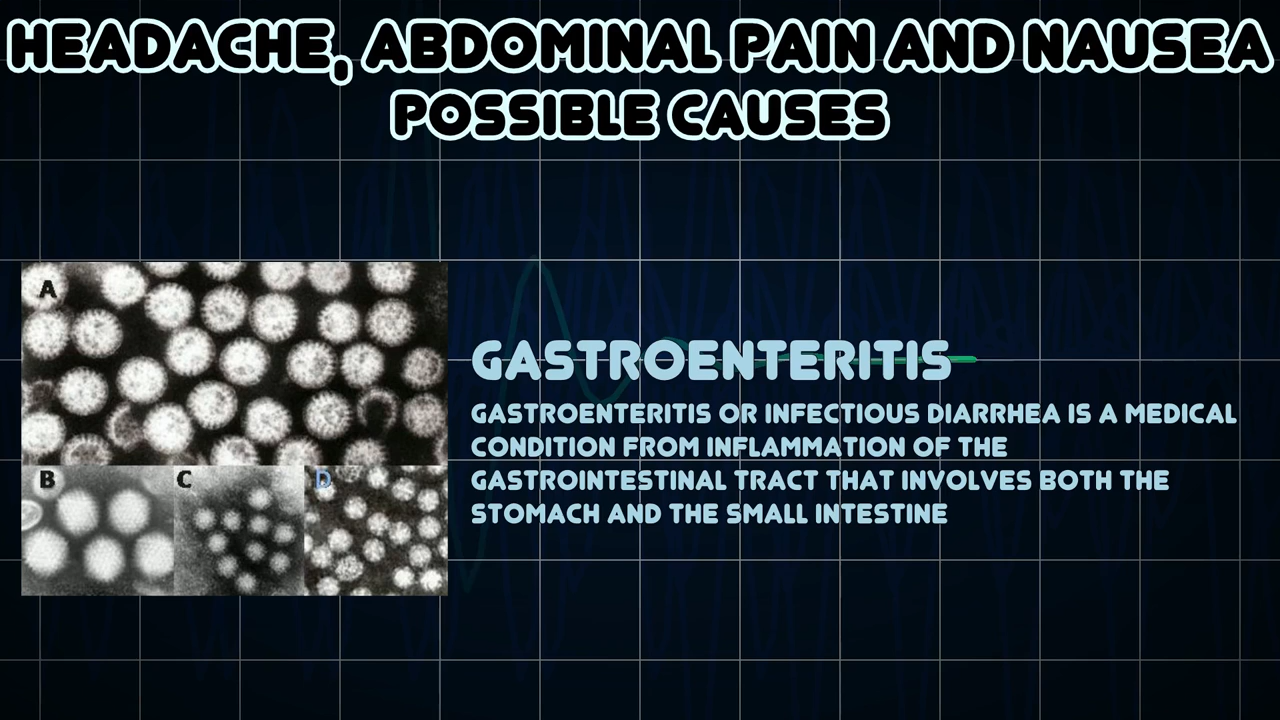 HEADACHE, ABDOMINAL PAIN AND NAUSEA
POSSIBLE CAUSES
A
B
C
D
GASTROENTERITIS
GASTROENTERITIS OR INFECTIOUS DIARRHEA IS A MEDICAL
CONDITION FROM INFLAMMATION OF THE
GASTROINTESTINAL TRACT THAT INVOLVES BOTH THE
STOMACH AND THE SMALL INTESTINE